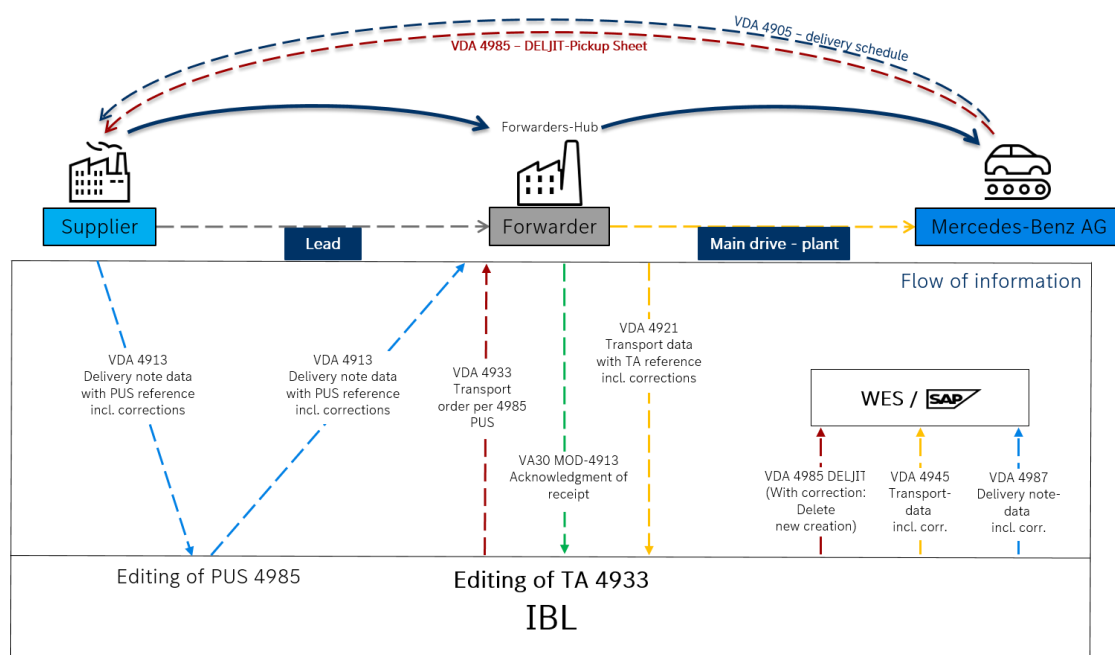 VDA 4905 – delivery schedule
VDA 4985 – DELJIT-Pickup Sheet
Forwarders-Hub
Supplier
Forwarder
Mercedes-Benz AG
Lead
Main drive - plant
Flow of information
VDA 4913
Delivery note data
with PUS reference
incl. corrections
VDA 4913
Delivery note data
with PUS reference
incl. corrections
VDA 4933
Transport
order per 4985
PUS
VA30 MOD-4913
Acknowledgment of
receipt
VDA 4921
Transport data
with TA reference
incl. corrections
WES / SAP
VDA 4985 DELJIT
(With correction:
Delete
new creation)
VDA 4945
Transport-
data
incl. corr.
VDA 4987
Delivery note-
data
incl. corr.
Editing of PUS 4985
Editing of TA 4933
IBL